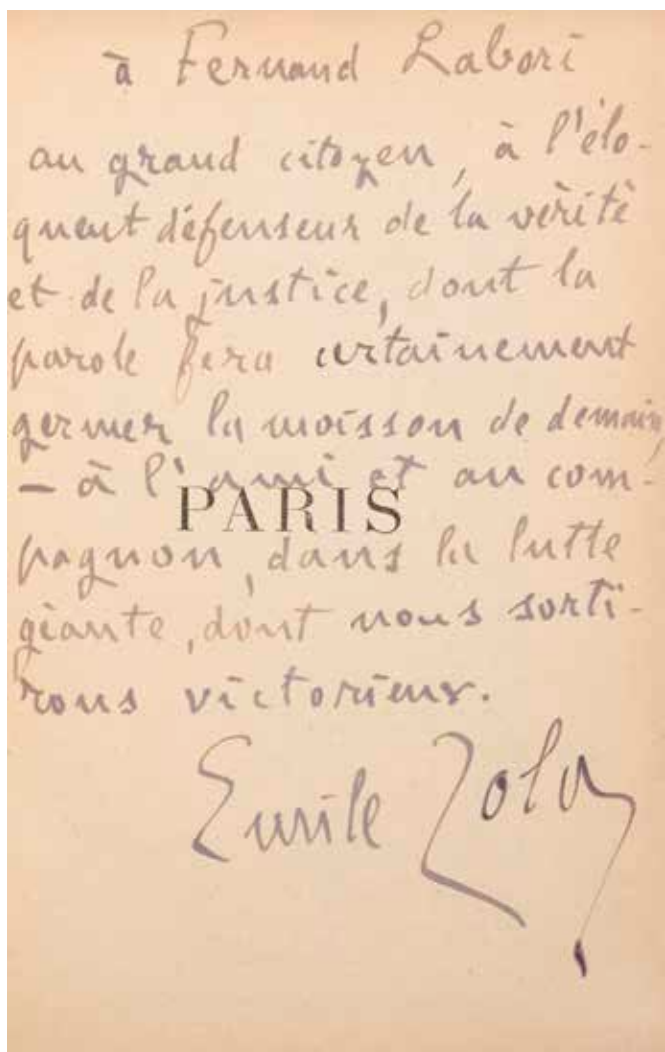 à Fernand Labori
au grand citoyen, à l'élo-
quent défenseur de la vérité
et de la justice, dont la
parole fera certainement
germer la moisson de demain,
— à l'ami et au com-
PARIS
pagnon, dans la lutte
géante, dont nous sorti-
rons victorieux.
Emile Zola